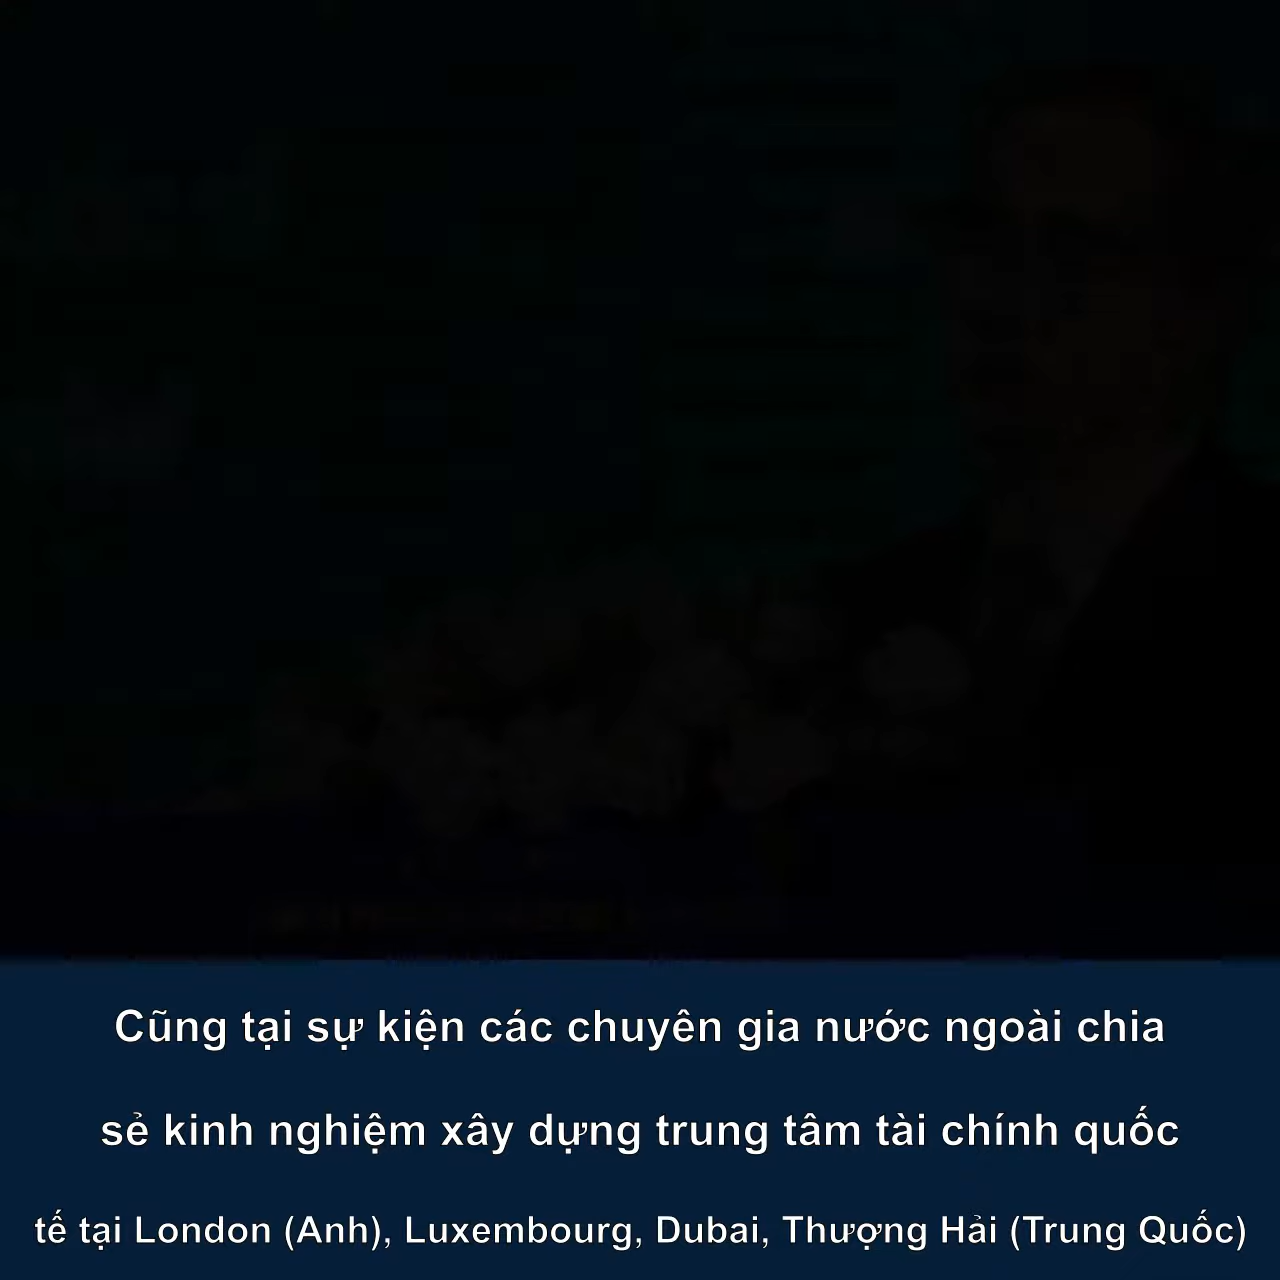 Cũng tại sự kiện các chuyên gia nước ngoài chia
sẻ kinh nghiệm xây dựng trung tâm tài chính quốc
tế tại London (Anh), Luxembourg, Dubai, Thượng Hải (Trung Quốc)